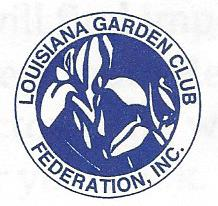 LOUISIANA GARDEN CLUB
FEDERATION, INC.